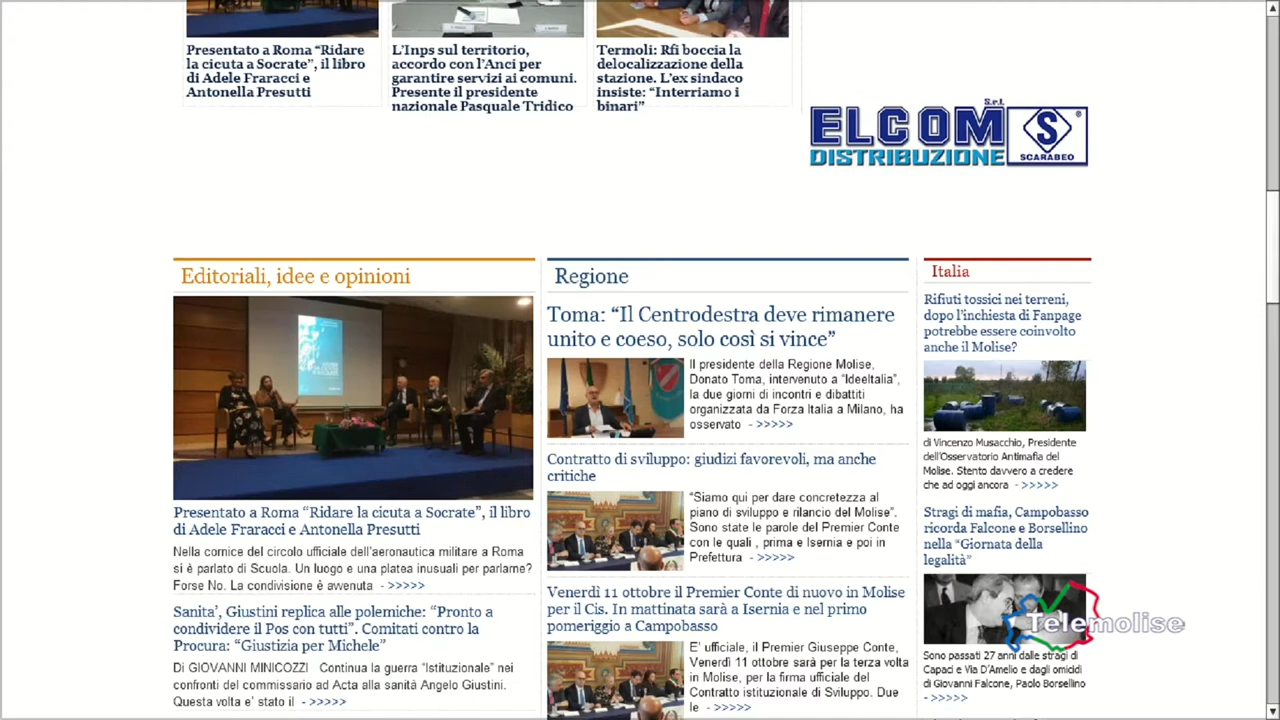 Presentato a Roma “Ridare
la cicuta a Socrate”, il libro
di Adele Fraracci e
Antonella Presutti
L’Inps sul territorio,
accordo con l’Anci per
garantire servizi ai comuni.
Presente il presidente
nazionale Pasquale Tridico
Termoli: Rfi boccia la
delocalizzazione della
stazione. L’ex sindaco
insiste: “Interriamo i
binari”
S.r.l.
ELCOM
DISTRIBUZIONE
S
®
SCARABEO
Editoriali, idee e opinioni
Presentato a Roma “Ridare la cicuta a Socrate”, il libro
di Adele Fraracci e Antonella Presutti
Nella cornice del circolo ufficiale dell’aeronautica militare a Roma
si è parlato di Scuola. Un luogo e una platea inusuali per parlarne?
Forse No. La condivisione è avvenuta - >>>>>
Sanita’, Giustini replica alle polemiche: “Pronto a
condividere il Pos con tutti”. Comitati contro la
Procura: “Giustizia per Michele”
Di GIOVANNI MINICOZZI Continua la guerra “Istituzionale” nei
confronti del commissario ad Acta alla sanità Angelo Giustini.
Questa volta e’ stato il - >>>>>
Regione
Toma: “Il Centrodestra deve rimanere
unito e coeso, solo così si vince”
Il presidente della Regione Molise,
Donato Toma, intervenuto a “IdeeItalia”,
la due giorni di incontri e dibattiti
organizzata da Forza Italia a Milano, ha
osservato - >>>>>
Contratto di sviluppo: giudizi favorevoli, ma anche
critiche
“Siamo qui per dare concretezza al
piano di sviluppo e rilancio del Molise”.
Sono state le parole del Premier Conte
con le quali , prima e Isernia e poi in
Prefettura - >>>>>
Venerdì 11 ottobre il Premier Conte di nuovo in Molise
per il Cis. In mattinata sarà a Isernia e nel primo
pomeriggio a Campobasso
E’ ufficiale, il Premier Giuseppe Conte,
Venerdì 11 ottobre sarà per la terza volta
in Molise, per la firma ufficiale del
Contratto istituzionale di Sviluppo. Due
le - >>>>>
Italia
Rifiuti tossici nei terreni,
dopo l’inchiesta di Fanpage
potrebbe essere coinvolto
anche il Molise?
di Vincenzo Musacchio, Presidente
dell’Osservatorio Antimafia del
Molise. Stento davvero a credere
che ad oggi ancora - >>>>>
Stragi di mafia, Campobasso
ricorda Falcone e Borsellino
nella “Giornata della
legalità”
Telemolise
Sono passati 27 anni dalle stragi di
Capaci e Via D’Amelio e dagli omicidi
di Giovanni Falcone, Paolo Borsellino
- >>>>>